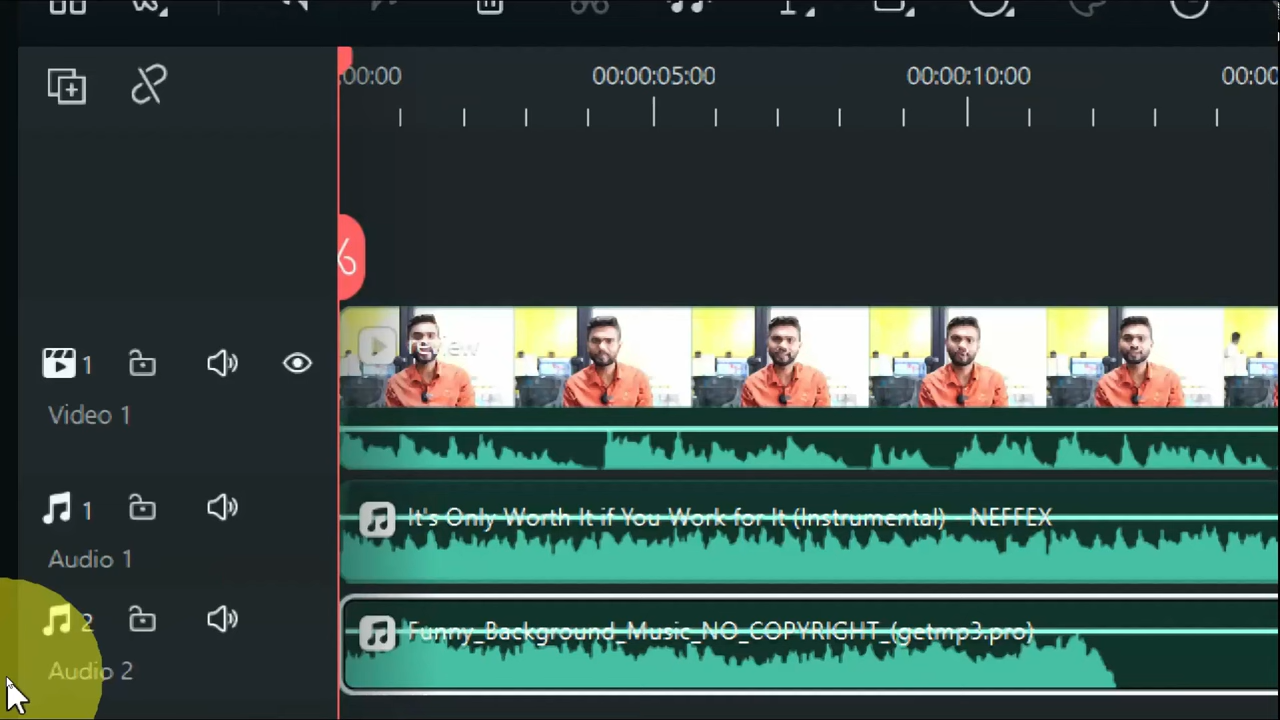 :00:00
00:00:05:00
00:00:10:00
00:00
review
1
Video 1
1
It's Only Worth It if You Work for It (Instrumental) - NEFFEX
Audio 1
2
Funny_Background_Music_NO_COPYRIGHT_(getmp3.pro)
Audio 2